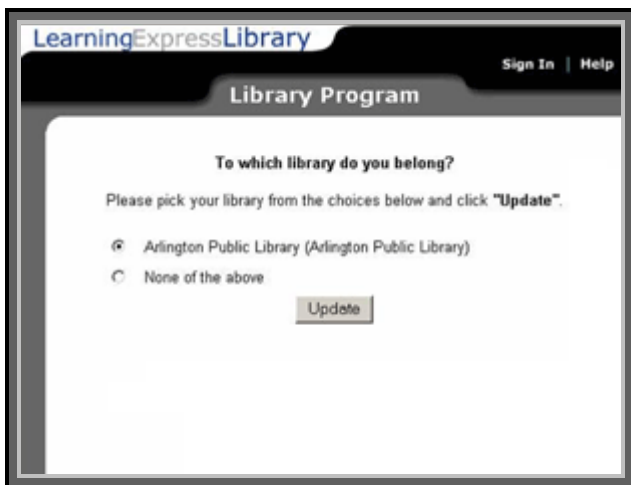 LearningExpressLibrary
Sign In | Help
Library Program
To which library do you belong?
Please pick your library from the choices below and click "Update".
Arlington Public Library (Arlington Public Library)
None of the above
Update